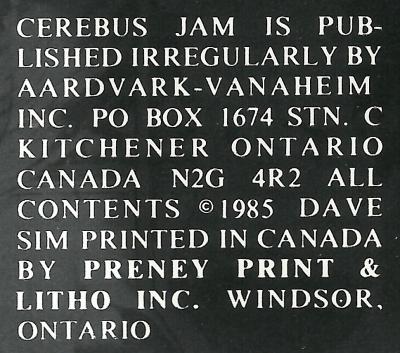 CEREBUS JAM IS PUB-
LISHED IRREGULARLY BY
AARDVARK-VANAHEIM
INC. PO BOX 1674 STN. C
KITCHENER ONTARIO
CANADA N2G 4R2 ALL
CONTENTS ©1985 DAVE
SIM PRINTED IN CANADA
BY PRENEY PRINT &
LITHO INC. WINDSOR,
ONTARIO